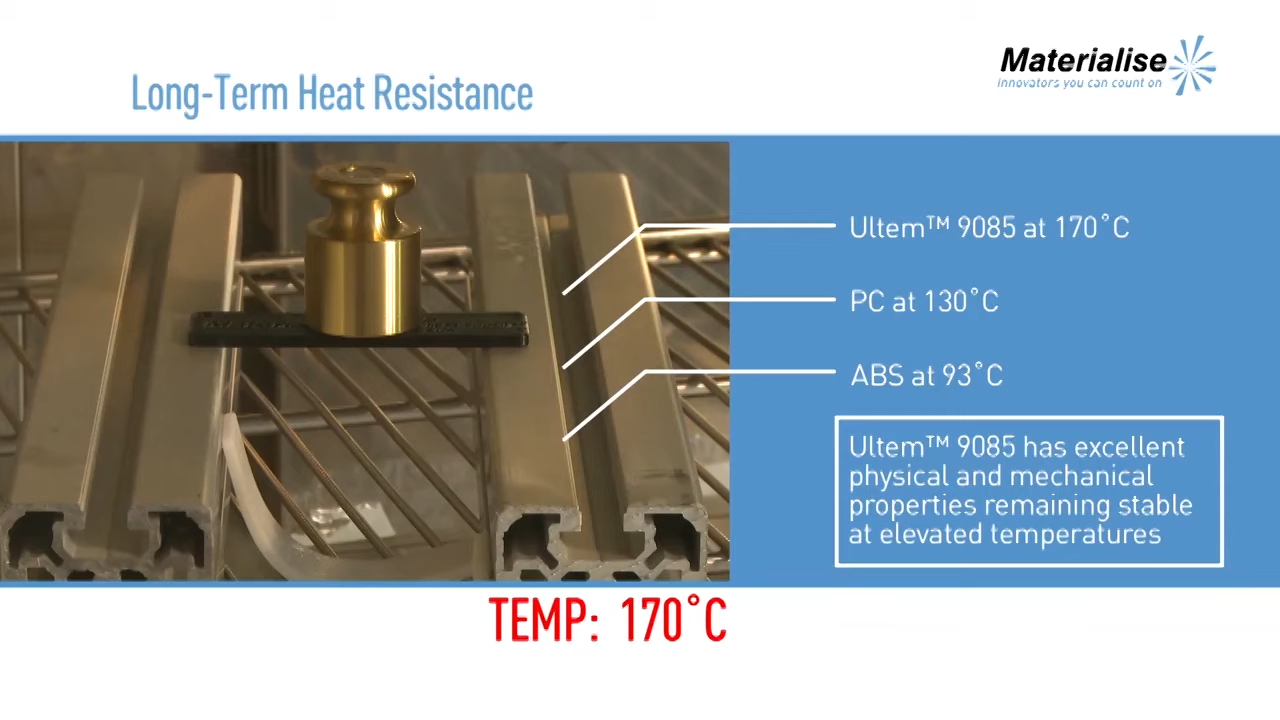 Materialise
innovators you can count on
Long-Term Heat Resistance
Ultem™ 9085 at 170°C
PC at 130°C
ABS at 93°C
Ultem™ 9085 has excellent
physical and mechanical
properties remaining stable
at elevated temperatures
TEMP: 170°C